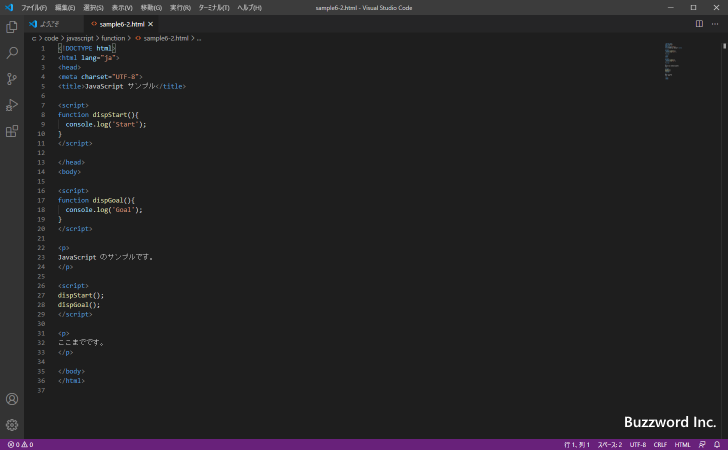 ファイル(F) 編集(E) 選択(S) 表示(V) 移動(G) 実行(R) ターミナル(T) ヘルプ(H) sample6-2.html - Visual Studio Code
ようこそ sample6-2.html
C: > code > javascript > function > sample6-2.html > ...
1 <!DOCTYPE html>
2 <html lang="ja">
3 <head>
4 <meta charset="UTF-8">
5 <title>JavaScript サンプル</title>
6
7 <script>
8 function dispStart(){
9 console.log('Start');
10 }
11 </script>
12
13 </head>
14 <body>
15
16 <script>
17 function dispGoal(){
18 console.log('Goal');
19 }
20 </script>
21
22 <p>
23 JavaScript のサンプルです。
24 </p>
25
26 <script>
27 dispStart();
28 dispGoal();
29 </script>
30
31 <p>
32 ここまでです。
33 </p>
34
35 </body>
36 </html>
37
Buzzword Inc.
0 0 行 1、列 1 スペース: 2 UTF-8 CRLF HTML